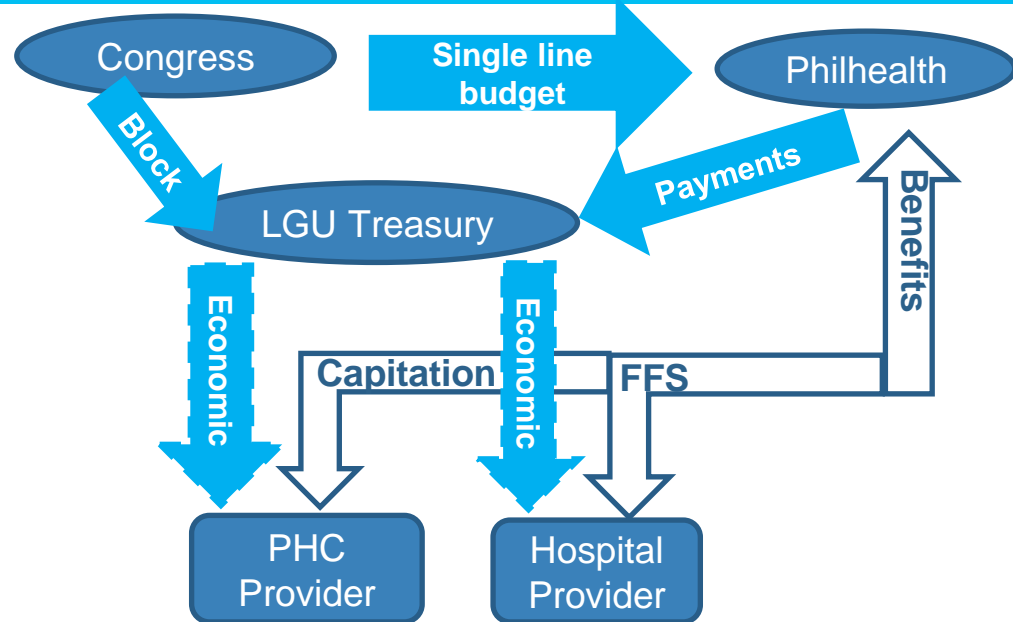 Congress
Single line
budget
Philhealth
Block
Payments
Benefits
LGU Treasury
Economic
Economic
Capitation
FFS
PHC
Provider
Hospital
Provider